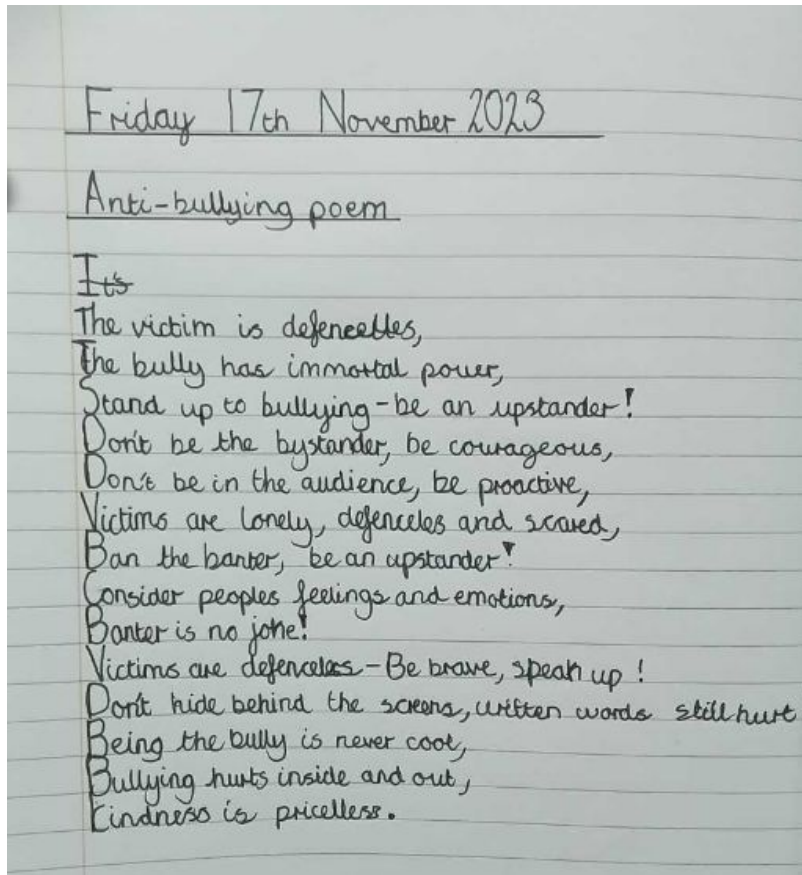 Friday 17th November 2023
Anti-bullying poem
It's
The victim is defenceles,
The bully has immortal power,
Stand up to bullying - be an upstander!
Don't be the bystander, be courageous,
Don't be in the audience, be proactive,
Victims are lonely, defenceles and scared,
Ban the banter, be an upstander!
Consider peoples feelings and emotions,
Banter is no joke!
Victims are defenceless - Be brave, speak up!
Don't hide behind the screens, written words still hurt
Being the bully is never cool,
Bullying hurts inside and out,
Kindness is pricelless.